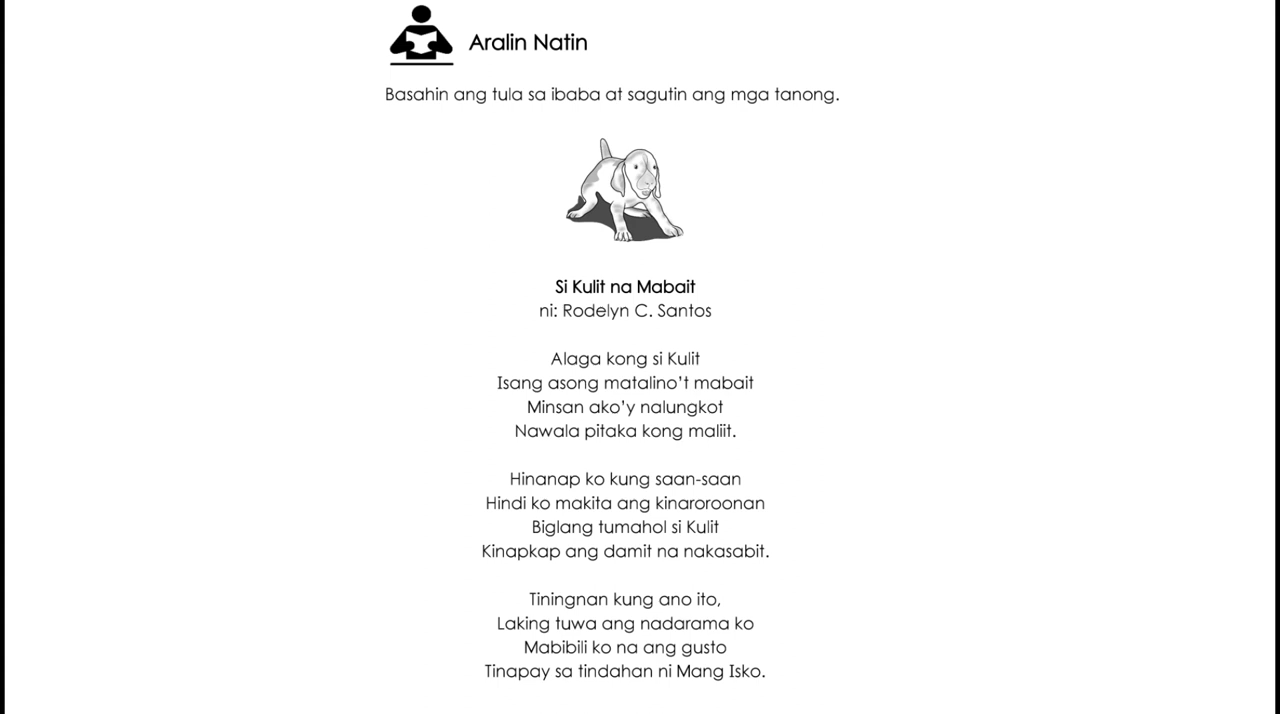 Aralin Natin
Basahin ang tula sa ibaba at sagutin ang mga tanong.
Si Kulit na Mabait
ni: Rodelyn C. Santos
Alaga kong si Kulit
Isang asong matalino't mabait
Minsan ako'y nalungkot
Nawala pitaka kong maliit.
Hinanap ko kung saan-saan
Hindi ko makita ang kinaroroonan
Biglang tumahol si Kulit
Kinapkap ang damit na nakasabit.
Tiningnan kung ano ito,
Laking tuwa ang nadarama ko
Mabibili ko na ang gusto
Tinapay sa tindahan ni Mang Isko.